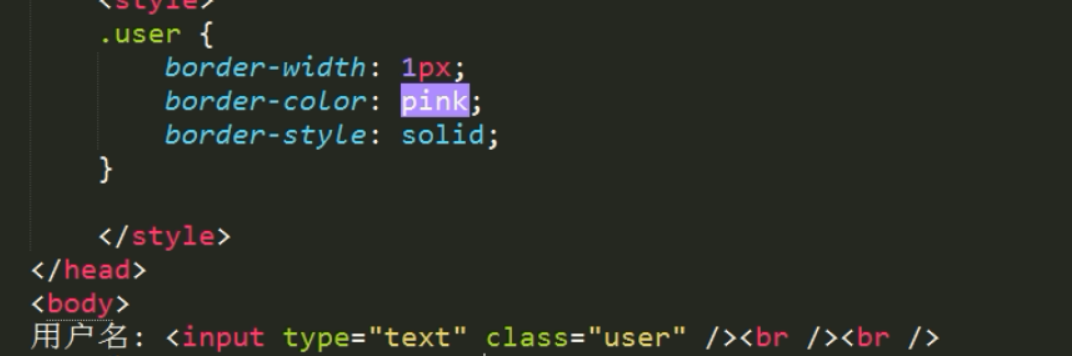 <style>
.user {
border-width: 1px;
border-color: pink;
border-style: solid;
}
</style>
</head>
<body>
用户名: <input type="text" class="user" /><br /><br />